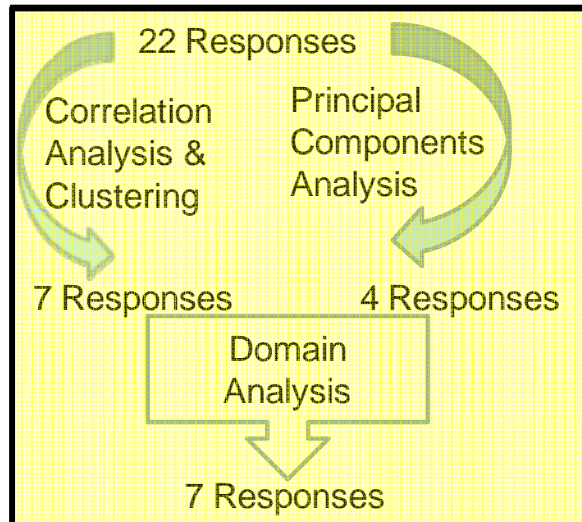 22 Responses
Correlation
Analysis &
Clustering
Principal
Components
Analysis
7 Responses
4 Responses
Domain
Analysis
7 Responses